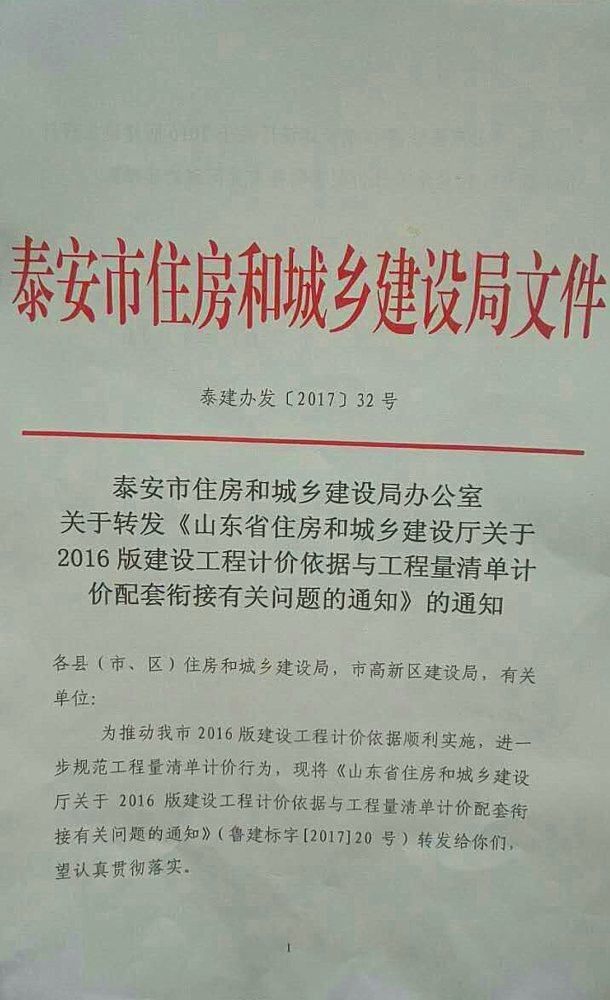 泰安市住房和城乡建设局文件
泰建办发〔2017〕32 号
泰安市住房和城乡建设局办公室
关于转发《山东省住房和城乡建设厅关于
2016 版建设工程计价依据与工程量清单计
价配套衔接有关问题的通知》的通知
各县（市、区）住房和城乡建设局，市高新区建设局，有关
单位：
为推动我市 2016 版建设工程计价依据顺利实施，进一
步规范工程量清单计价行为，现将《山东省住房和城乡建设
厅关于 2016 版建设工程计价依据与工程量清单计价配套衔
接有关问题的通知》（鲁建标字[2017]20 号）转发给你们，
望认真贯彻落实。
1